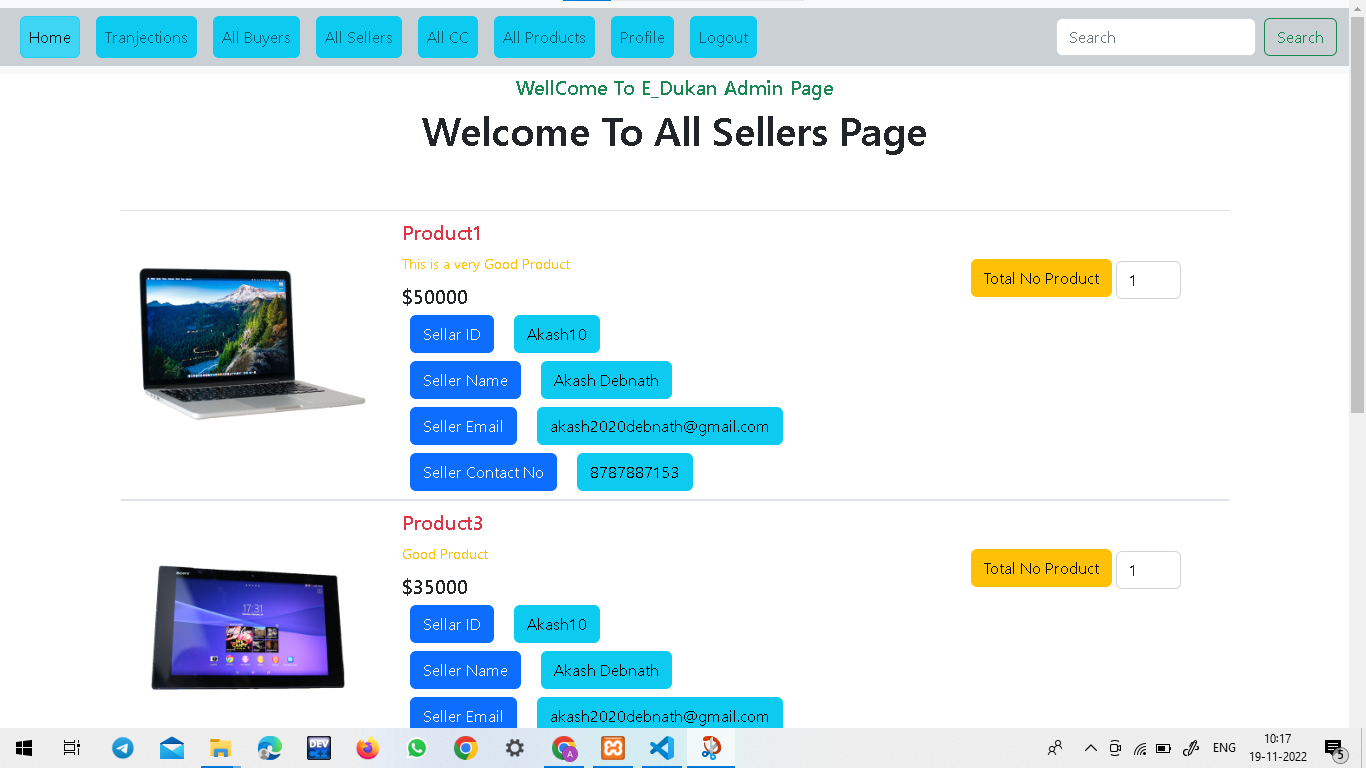 Home Tranjections All Buyers All Sellers All CC All Products Profile Logout Search Search
WellCome To E_Dukan Admin Page
Welcome To All Sellers Page
Product1
This is a very Good Product
Total No Product 1
$50000
Sellar ID Akash10
Seller Name Akash Debnath
Seller Email akash2020debnath@gmail.com
Seller Contact No 8787887153
Product3
Good Product
Total No Product 1
$35000
SONY
17:31
Sellar ID Akash10
Seller Name Akash Debnath
Seller Email akash2020debnath@gmail.com
DEV
ENG
10:17
19-11-2022
A
5